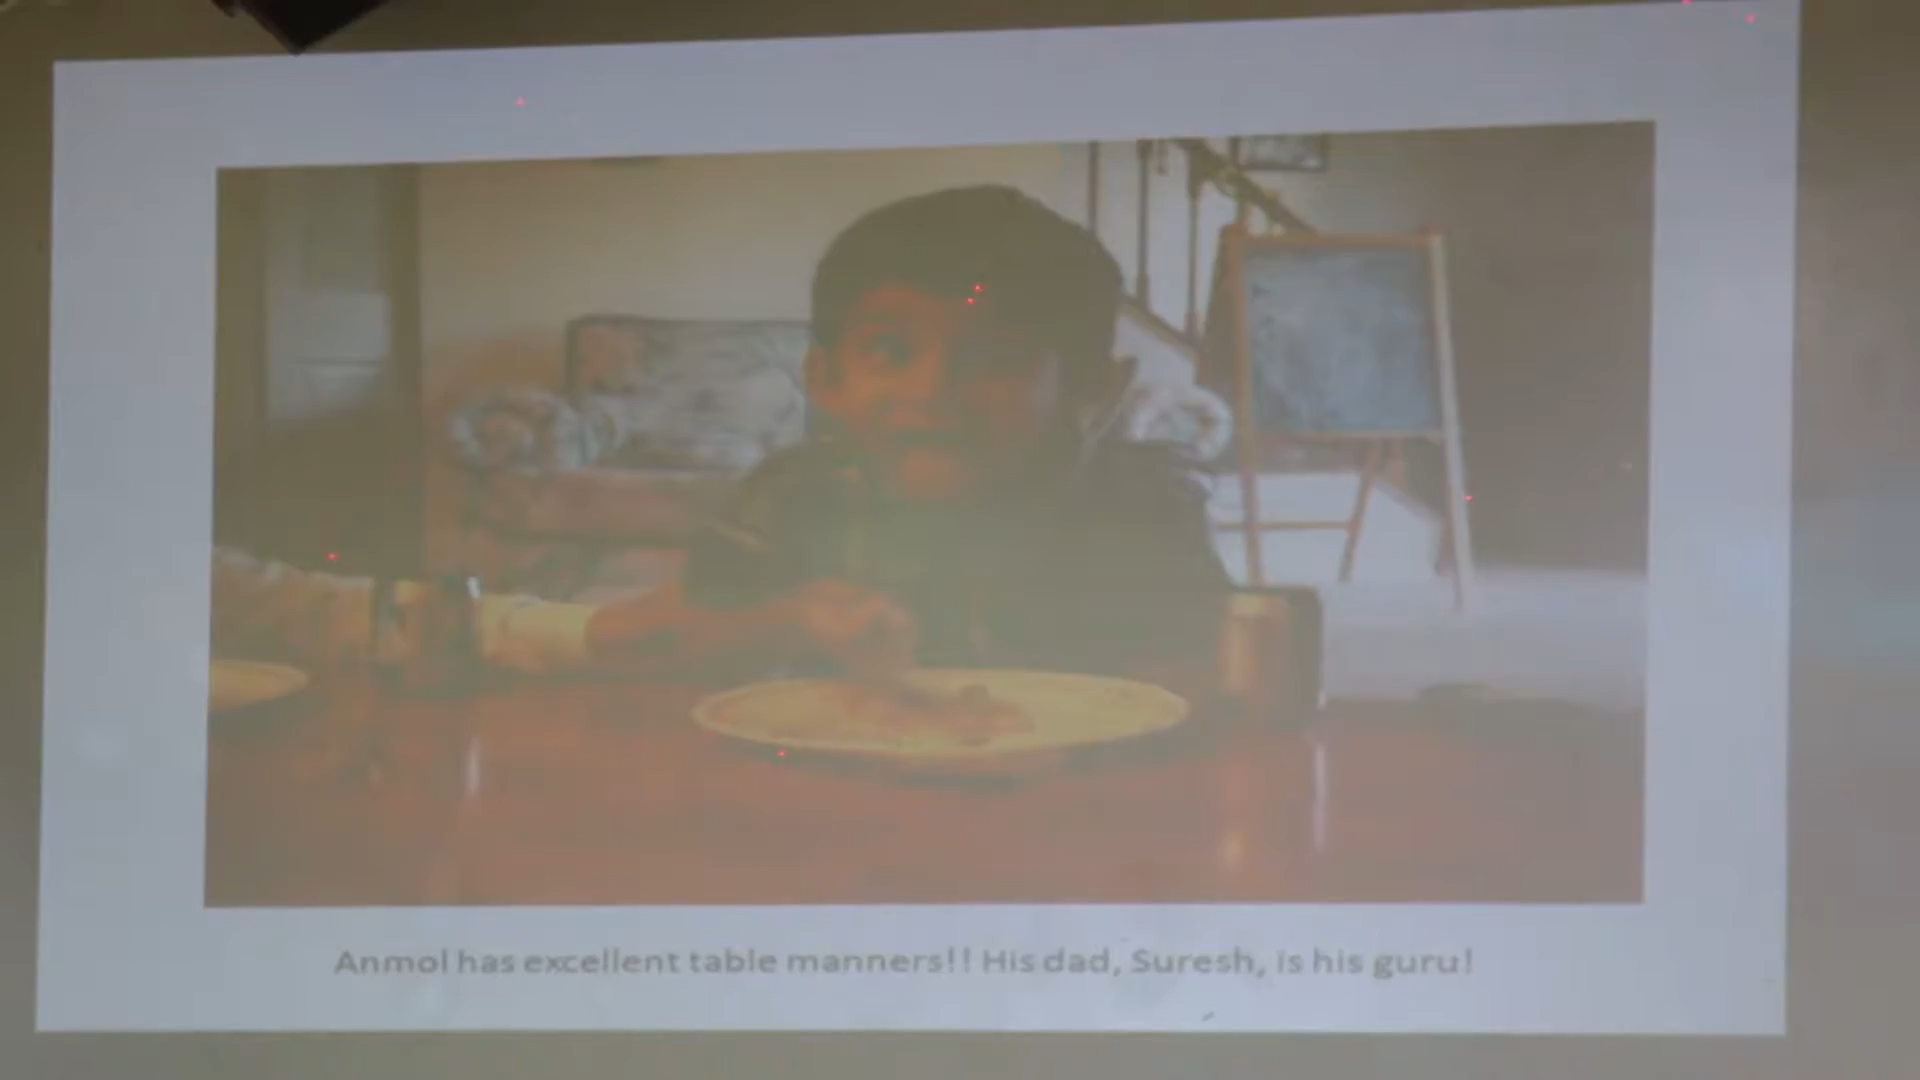 Anmol has excellent table manners!! His dad, Suresh, is his guru!